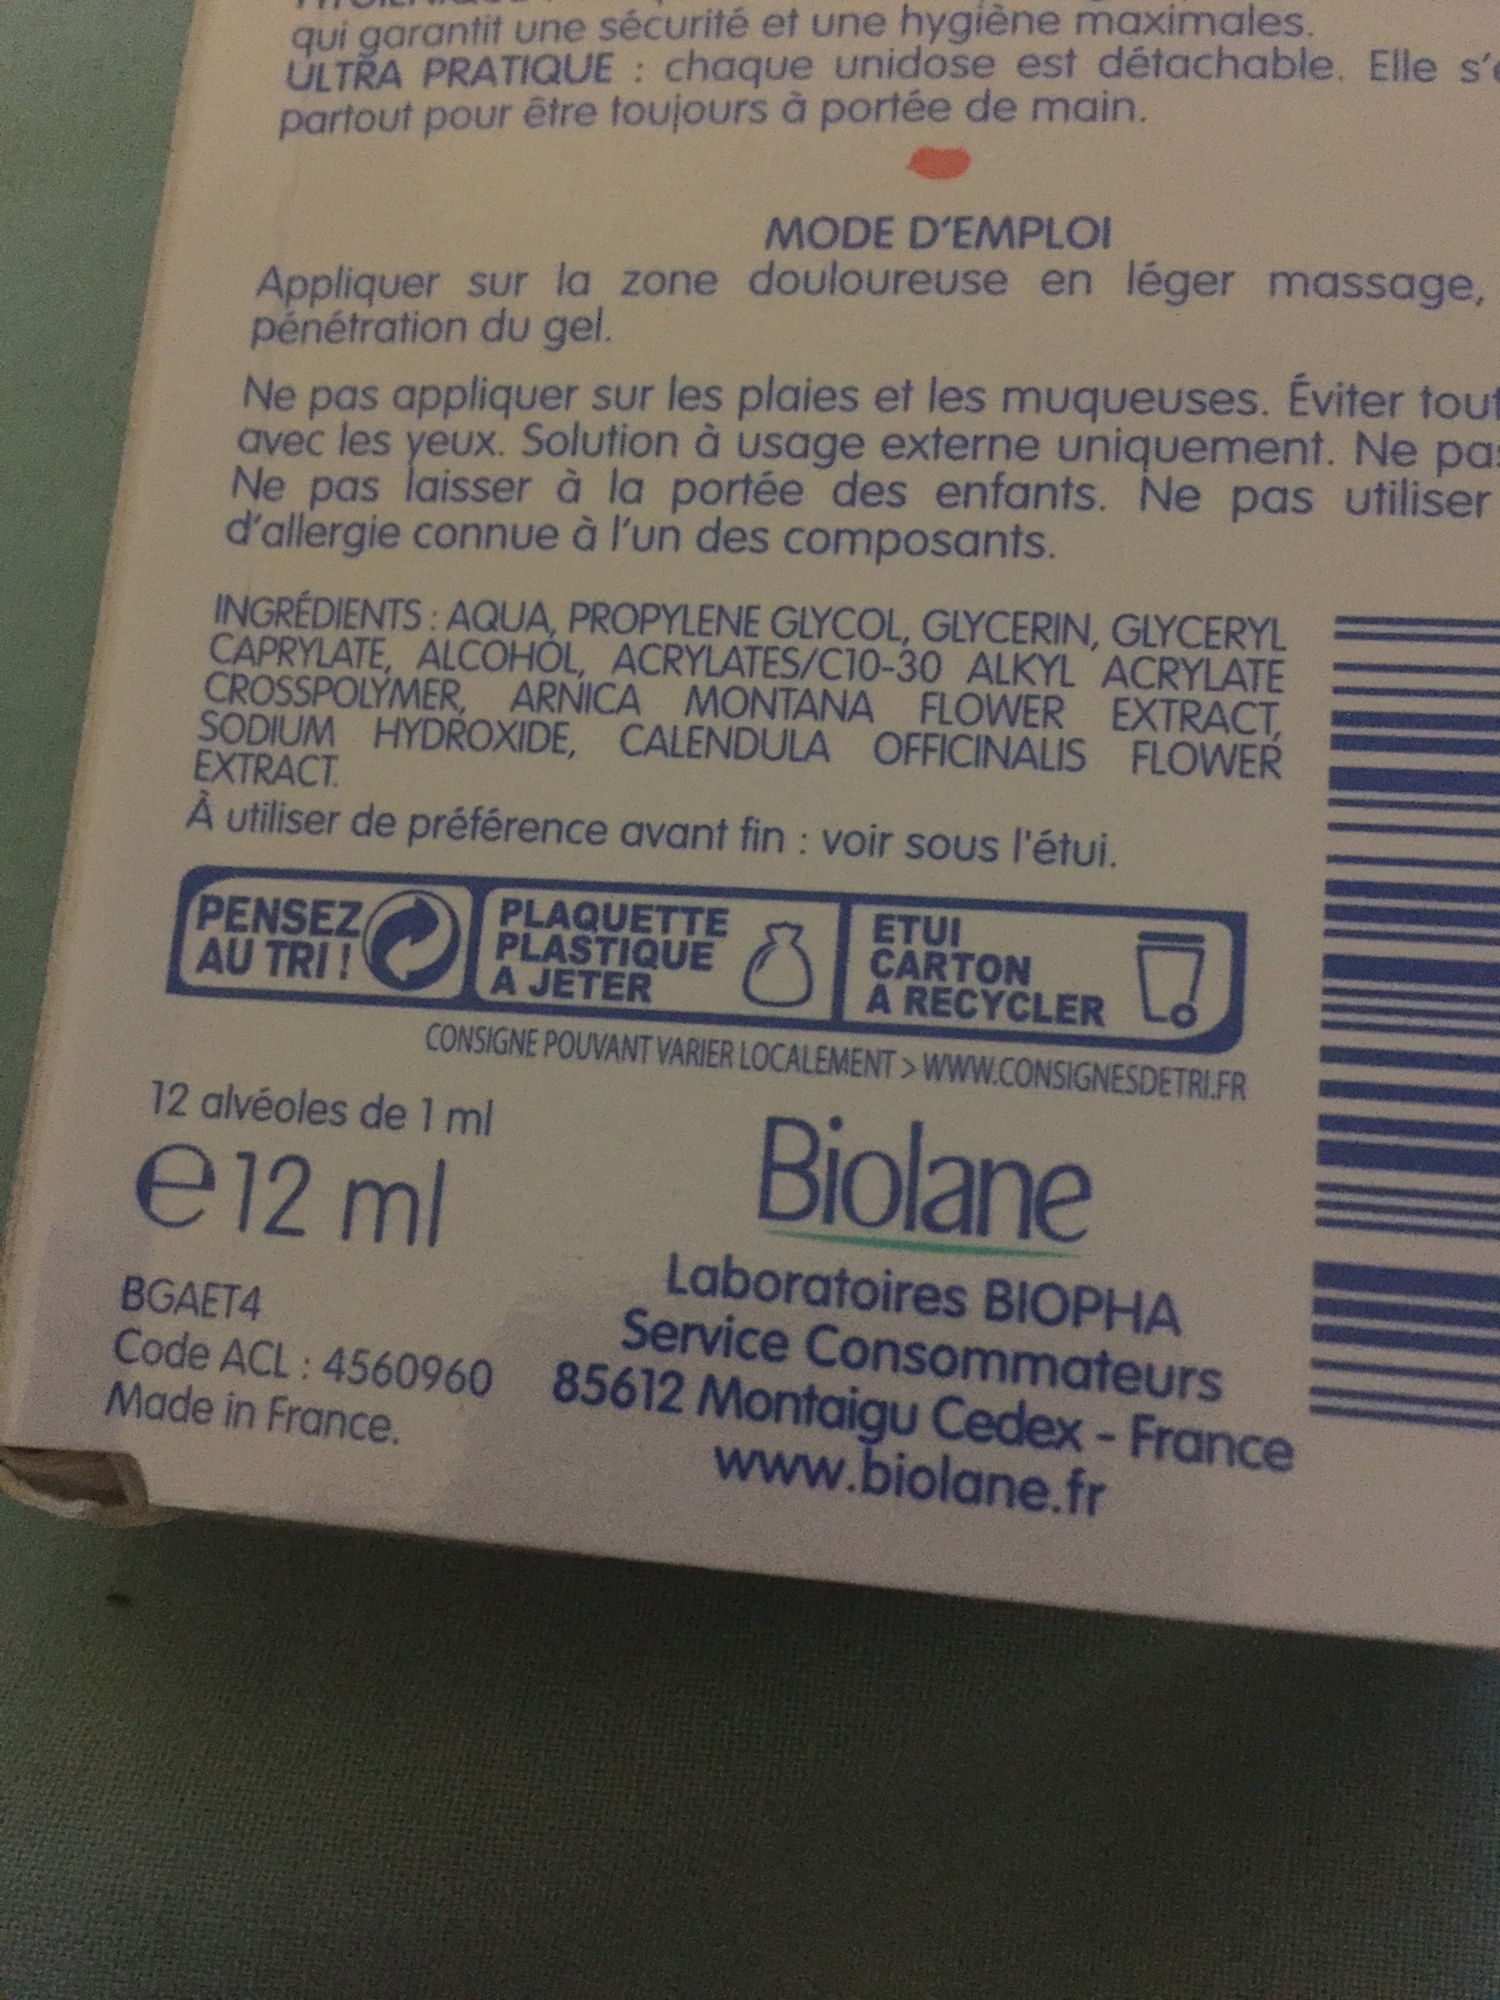 qui garantit une sécurité et une hygiène maximales.
ULTRA PRATIQUE : chaque unidose est détachable. Elle
partout pour être toujours à portée de main.
MODE D'EMPLOI
Appliquer sur la zone douloureuse en léger massage,
pénétration du gel.
Ne pas appliquer sur les plaies et les muqueuses. Éviter
avec les yeux. Solution à usage externe uniquement. Ne
Ne pas laisser à la portée des enfants. Ne pas utiliser
d'allergie connue à l'un des composants.
INGRÉDIENTS : AQUA, PROPYLENE GLYCOL, GLYCERIN, GLYCERYL
CAPRYLATE, ALCOHOL, ACRYLATES/C10-30 ALKYL ACRYLATE
CROSSPOLYMER, ARNICA MONTANA FLOWER EXTRACT,
SODIUM HYDROXIDE, CALENDULA OFFICINALIS FLOWER
EXTRACT.
À utiliser de préférence avant fin : voir sous l'étui.
PENSEZ
AU TRI !
PLAQUETTE
PLASTIQUE
A JETER
ETUI
CARTON
A RECYCLER
CONSIGNE POUVANT VARIER LOCALEMENT > WWW.CONSIGNESDETRI.FR
12 alvéoles de 1 ml
e 12 ml
BGAET4
Code ACL : 4560960
Made in France.
Biolane
Laboratoires BIOPHA
Service Consommateurs
85612 Montaigu Cedex - France
www.biolane.fr